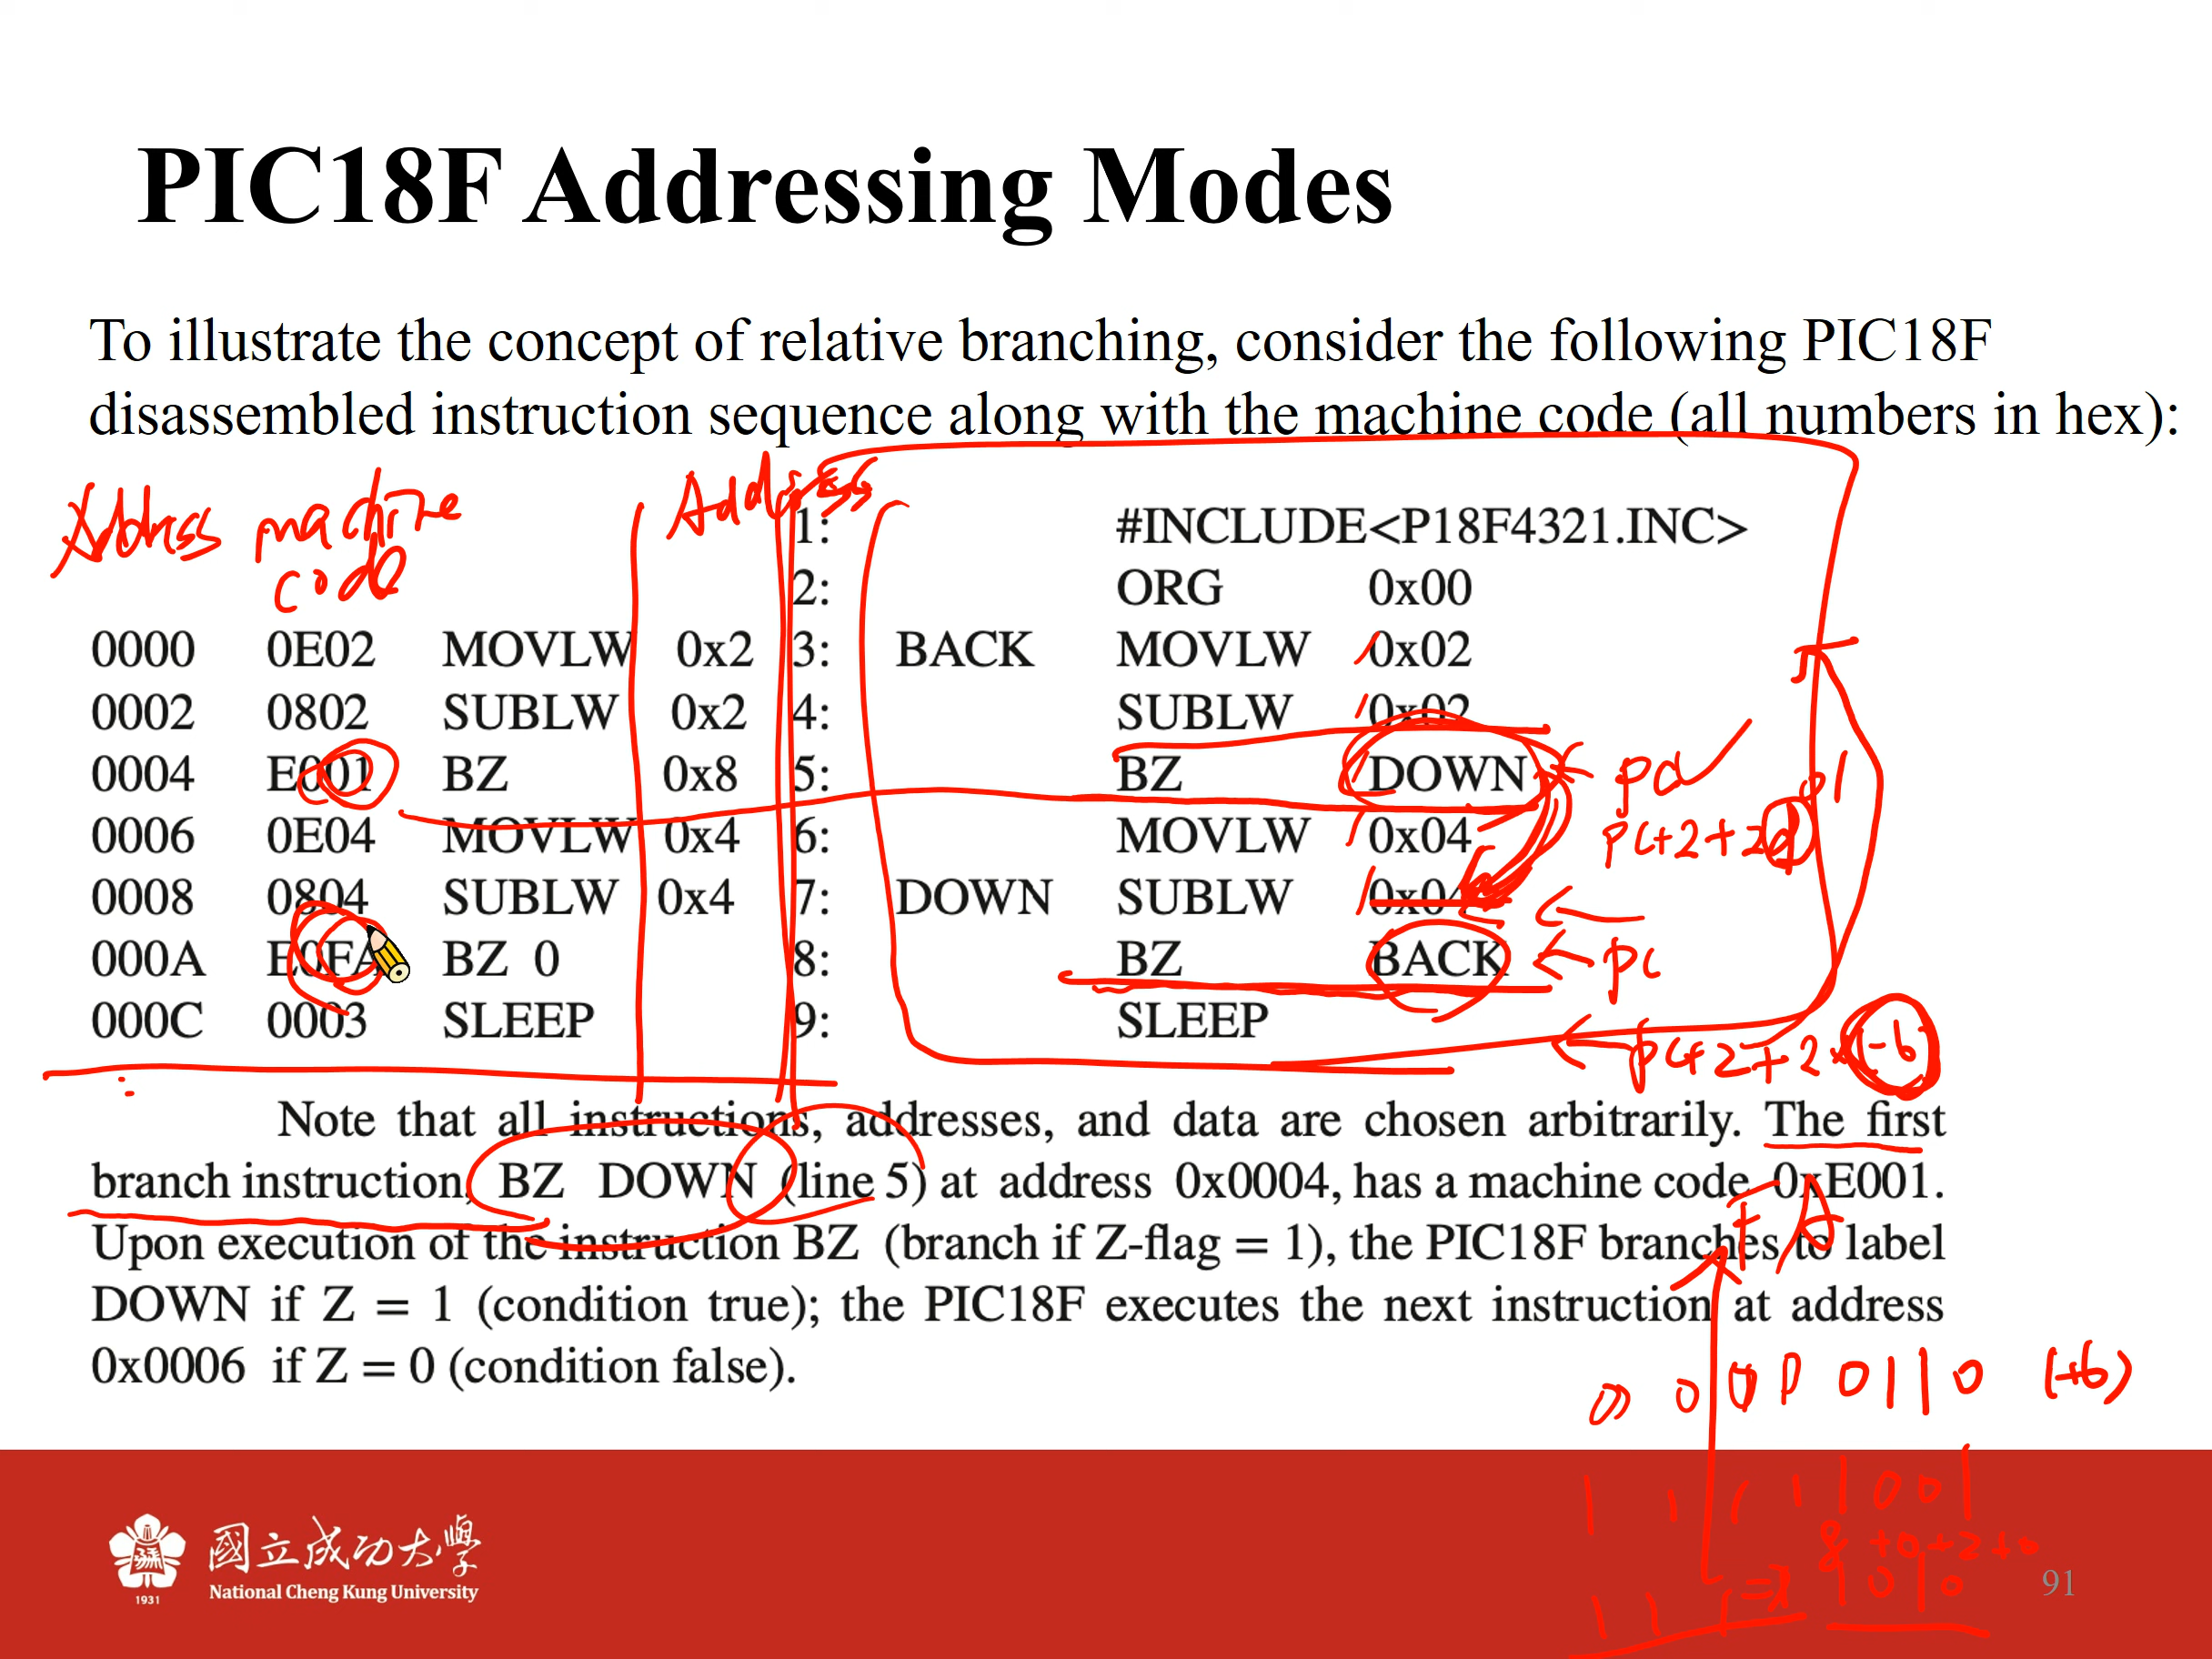 PIC18F Addressing Modes
To illustrate the concept of relative branching, consider the following PIC18F
disassembled instruction sequence along with the machine code (all numbers in hex):
Address machine code Address
1: #INCLUDE<P18F4321.INC>
2: ORG 0x00
0000 0E02 MOVLW 0x2 3: BACK MOVLW 0x02
0002 0802 SUBLW 0x2 4: SUBLW 0x02
0004 E001 BZ 0x8 5: BZ DOWN
0006 0E04 MOVLW 0x4 6: MOVLW 0x04
pc+2+2
0008 0804 SUBLW 0x4 7: DOWN SUBLW 0x04
000A E0FA BZ 0 8: BZ BACK pc
000C 0003 SLEEP 9: SLEEP
pc+2+2×(-6)
Note that all instructions, addresses, and data are chosen arbitrarily. The first
branch instruction, BZ DOWN (line 5) at address 0x0004, has a machine code 0xE001.
FA
Upon execution of the instruction BZ (branch if Z-flag = 1), the PIC18F branches to label
DOWN if Z = 1 (condition true); the PIC18F executes the next instruction at address
0x0006 if Z = 0 (condition false).
0 0 0 0 0110 (+6)
1 1 1 1 1001
8+0+2+0
1 1 1 1010
國立成功大學
National Cheng Kung University
1931
91